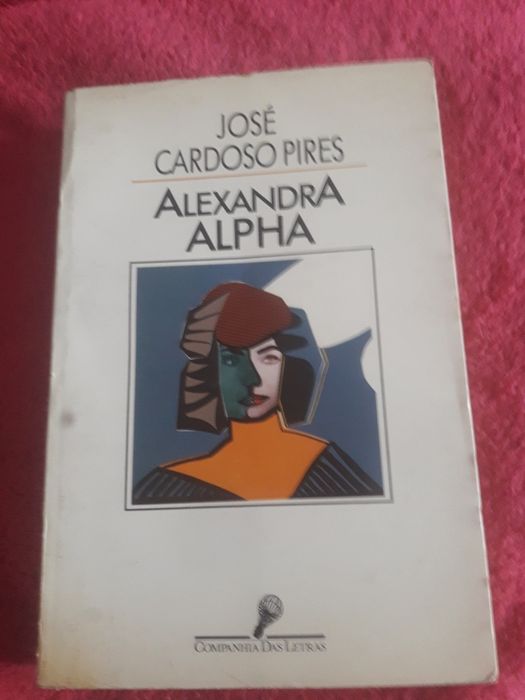 JOSÉ
CARDOSO PIRES
ALEXANDRA
ALPHA
COMPANHIA DAS LETRAS